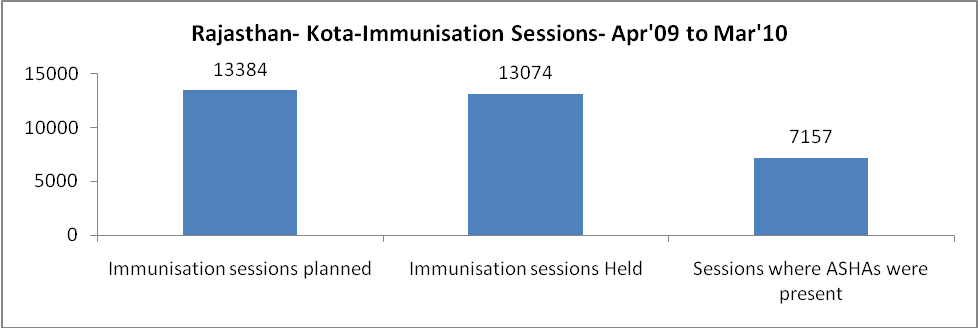 Rajasthan- Kota-Immunisation Sessions- Apr'09 to Mar'10
15000
10000
5000
0
13384
13074
7157
Immunisation sessions planned
Immunisation sessions Held
Sessions where ASHAs were
present